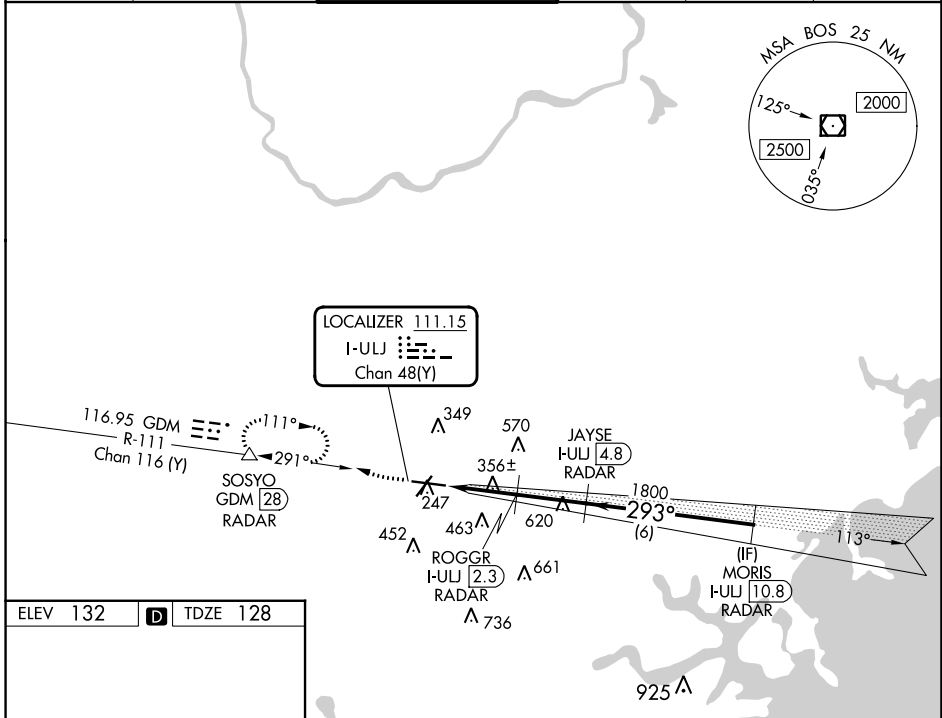 MSA BOS 25 NM
125°
2000
2500
035°
LOCALIZER 111.15
I-ULJ
Chan 48(Y)
116.95 GDM
R-111
Chan 116 (Y)
111°
291°
SOSYO
GDM 28
RADAR
349
570
356±
247
452
463
620
661
736
925
JAYSE
I-ULJ 4.8
RADAR
1800
293°
(6)
113°
ROGGR
I-ULJ 2.3
RADAR
(IF)
MORIS
I-ULJ 10.8
RADAR
ELEV 132 D TDZE 128